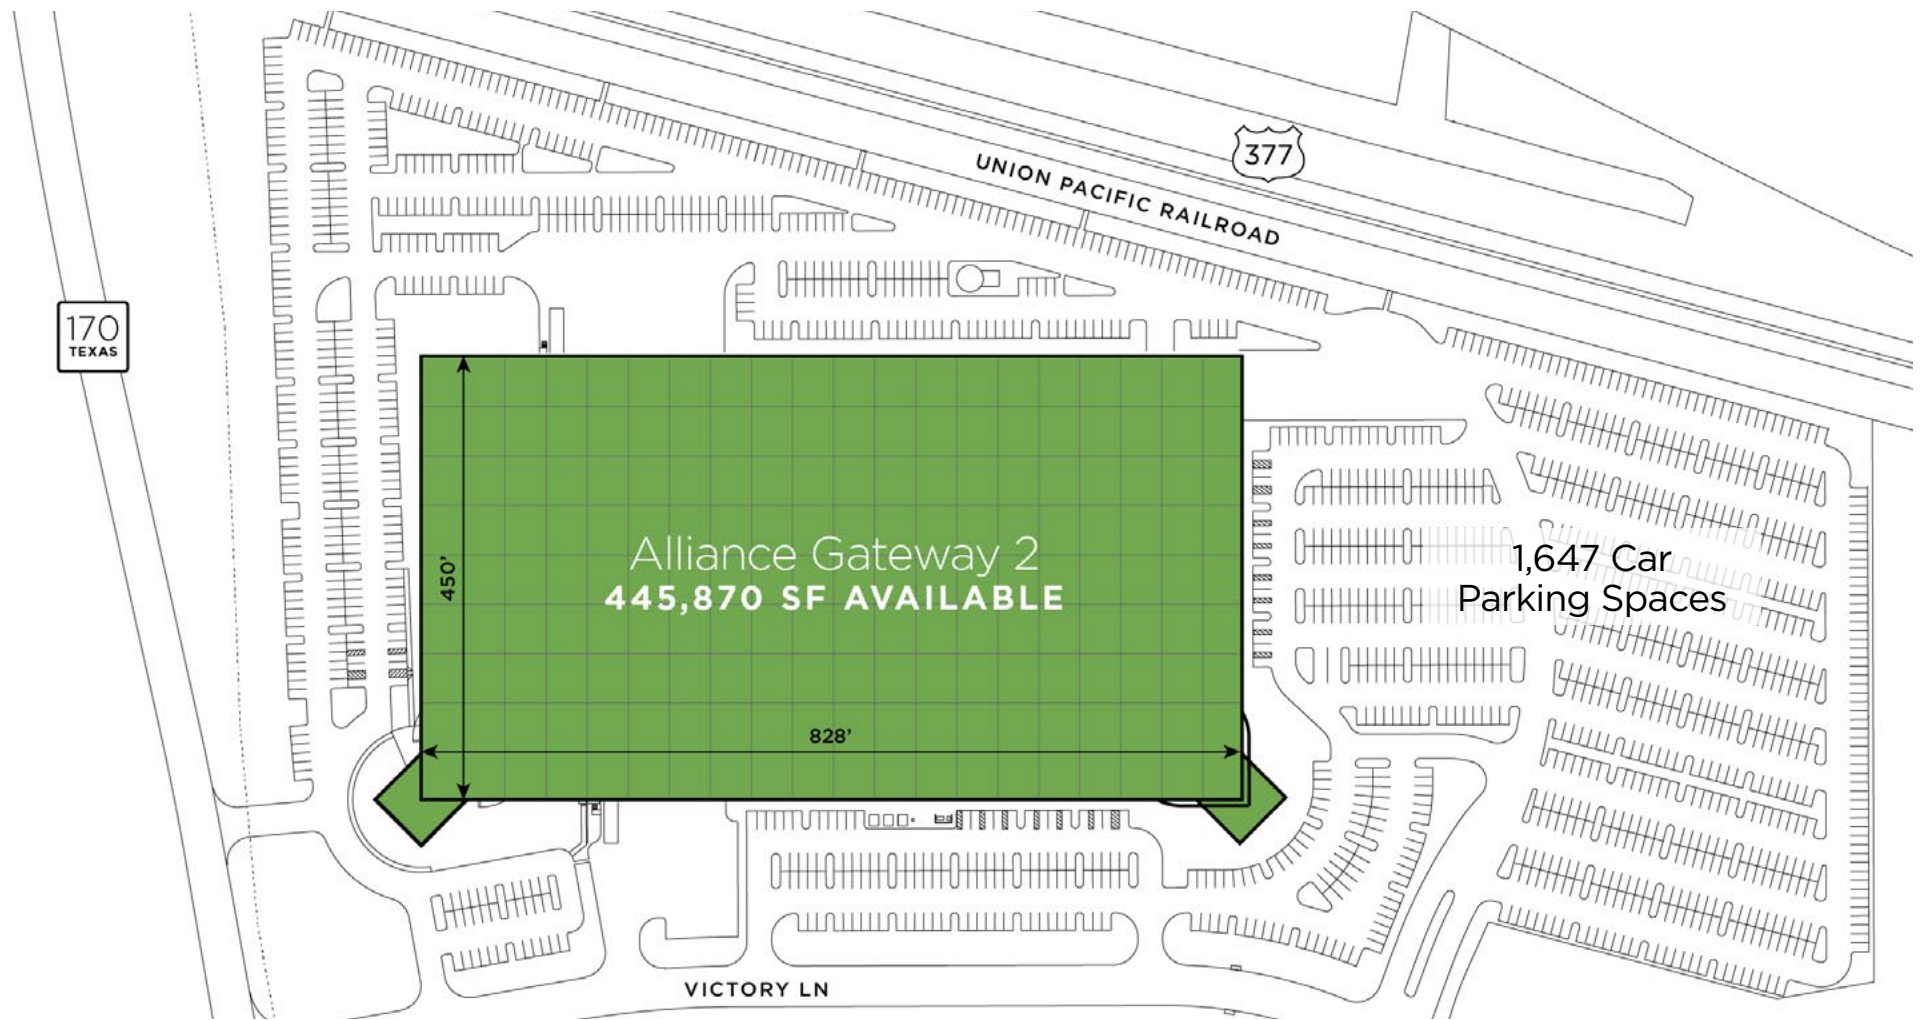 377
UNION PACIFIC RAILROAD
170
TEXAS
450'
Alliance Gateway 2
445,870 SF AVAILABLE
1,647 Car
Parking Spaces
828'
VICTORY LN